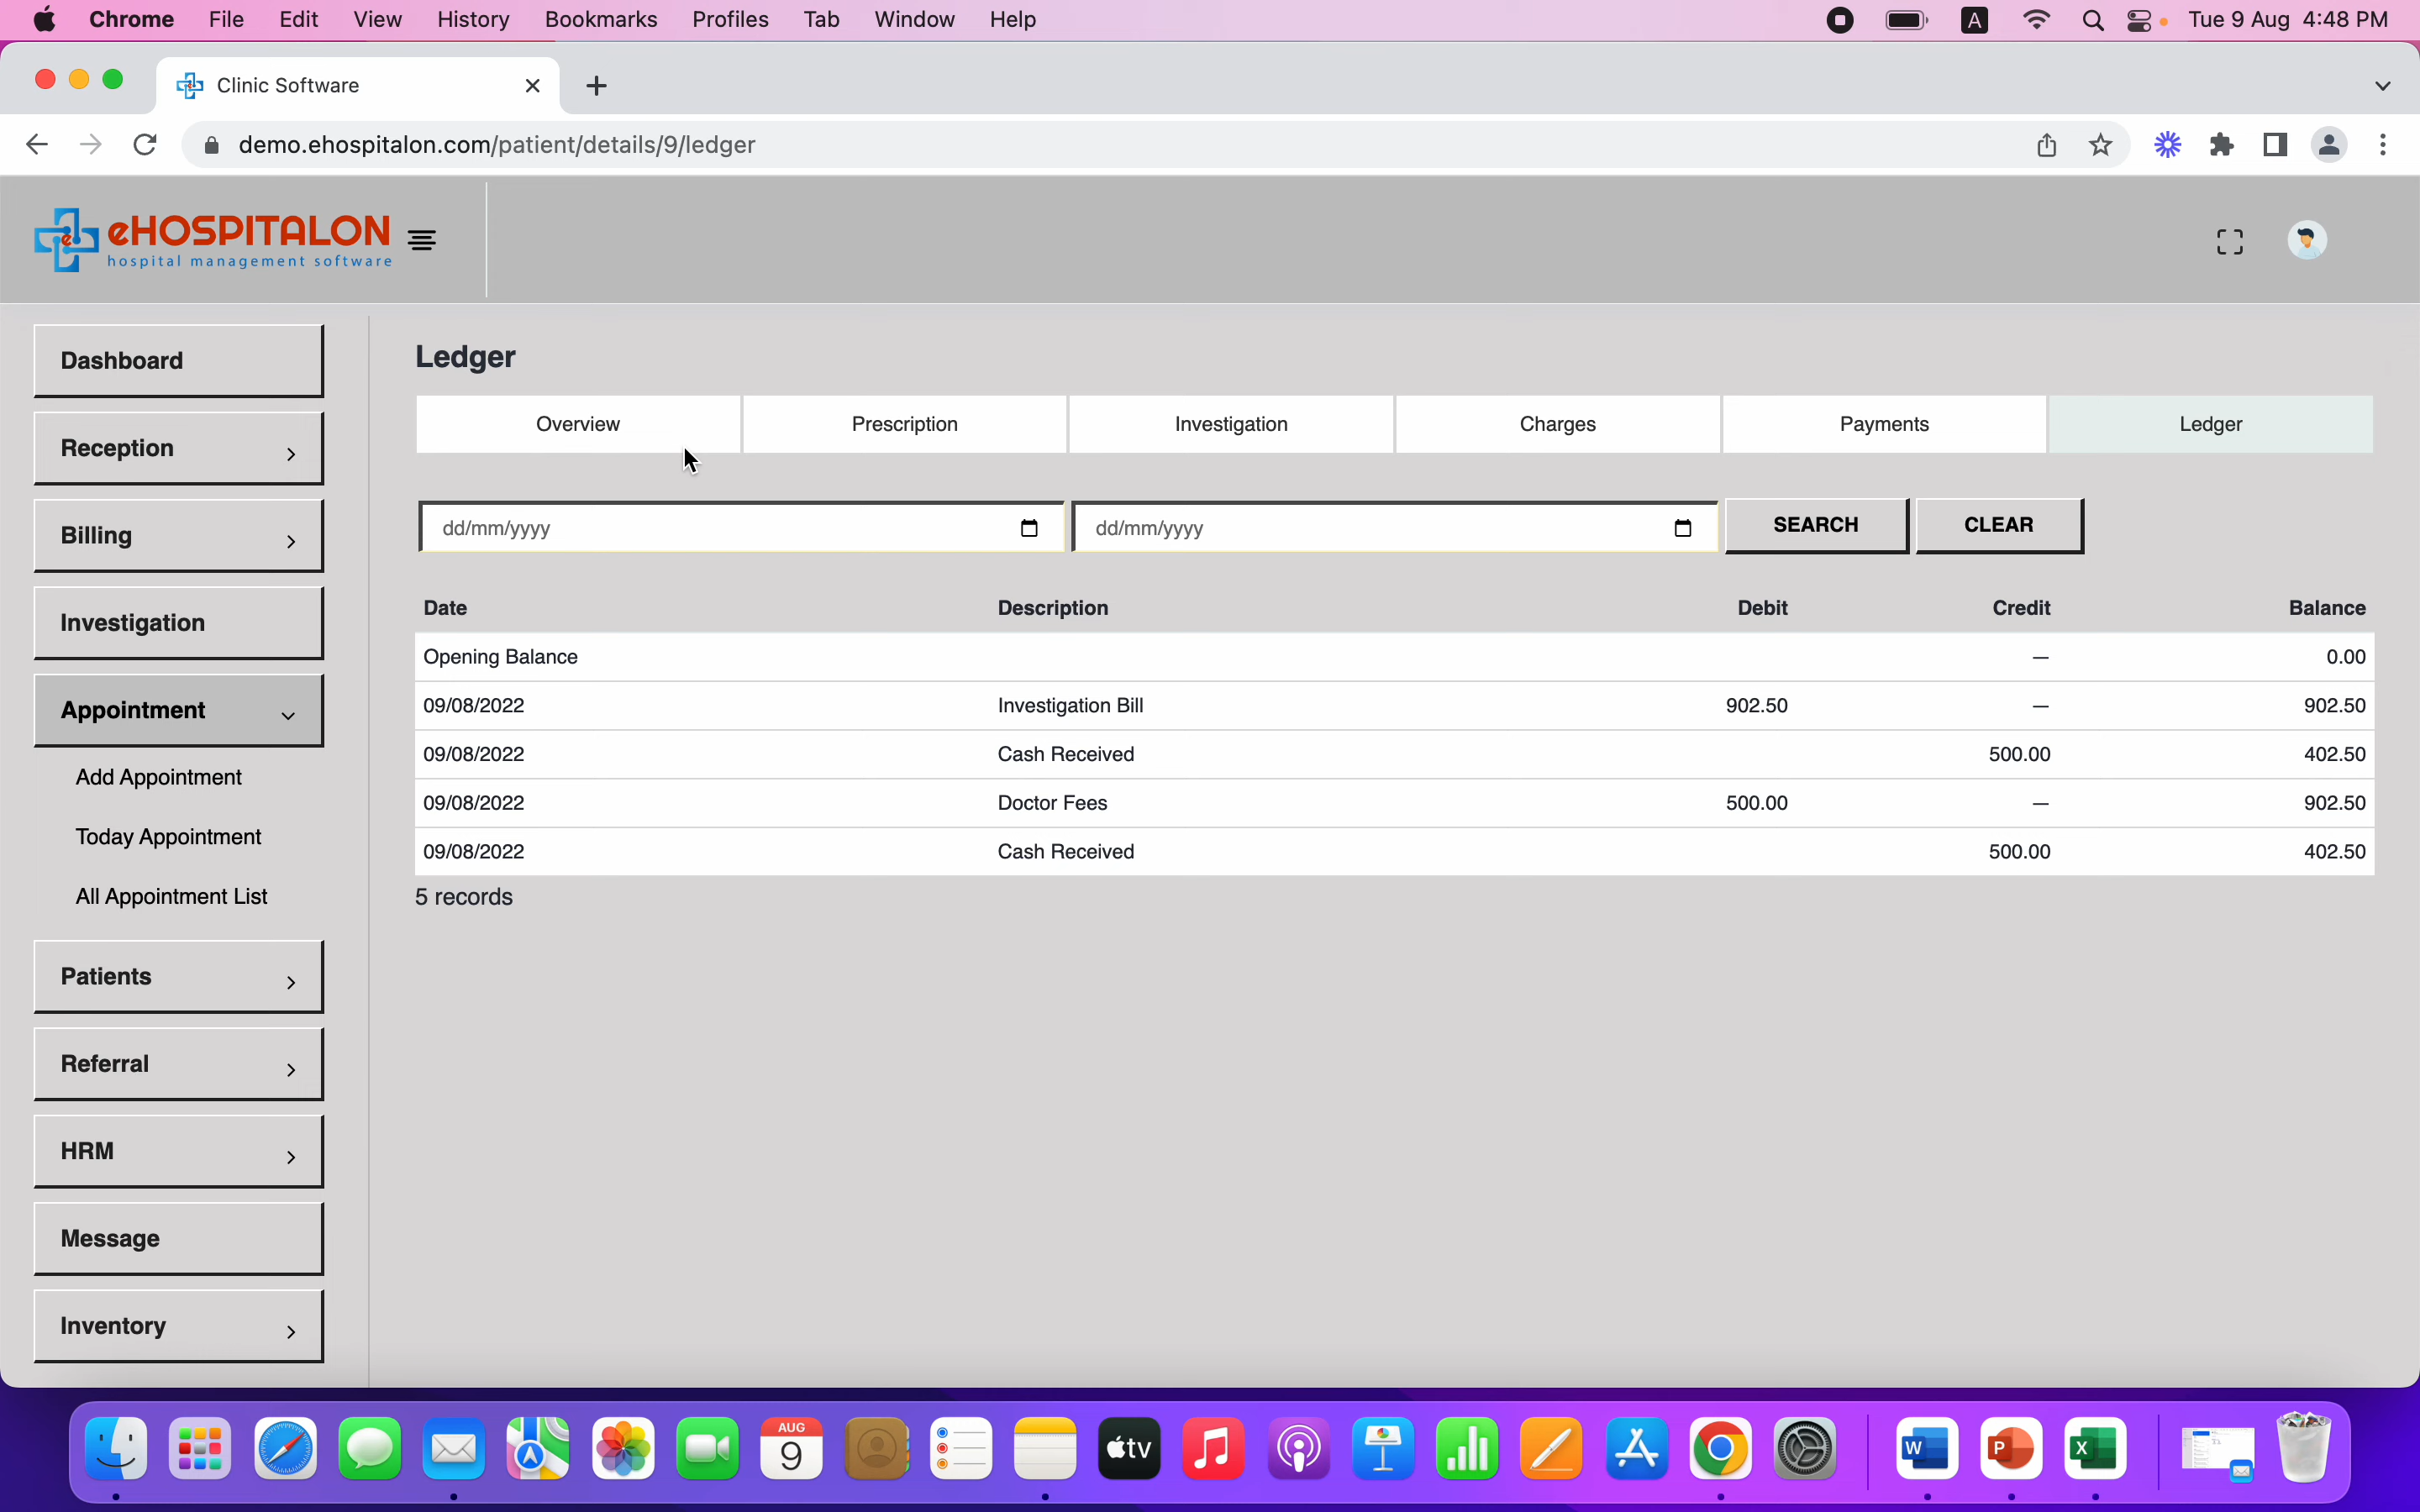 Chrome File Edit View History Bookmarks Profiles Tab Window Help A Tue 9 Aug 4:48 PM
Clinic Software
demo.ehospitalon.com/patient/details/9/ledger
eHOSPITALON
hospital management software
Dashboard
Reception
Billing
Investigation
Appointment
Add Appointment
Today Appointment
All Appointment List
Patients
Referral
HRM
Message
Inventory
Ledger
Overview Prescription Investigation Charges Payments Ledger
dd/mm/yyyy dd/mm/yyyy SEARCH CLEAR
Date Description Debit Credit Balance
Opening Balance — 0.00
09/08/2022 Investigation Bill 902.50 — 902.50
09/08/2022 Cash Received 500.00 402.50
09/08/2022 Doctor Fees 500.00 — 902.50
09/08/2022 Cash Received 500.00 402.50
5 records
AUG
9
tv
W
P
X